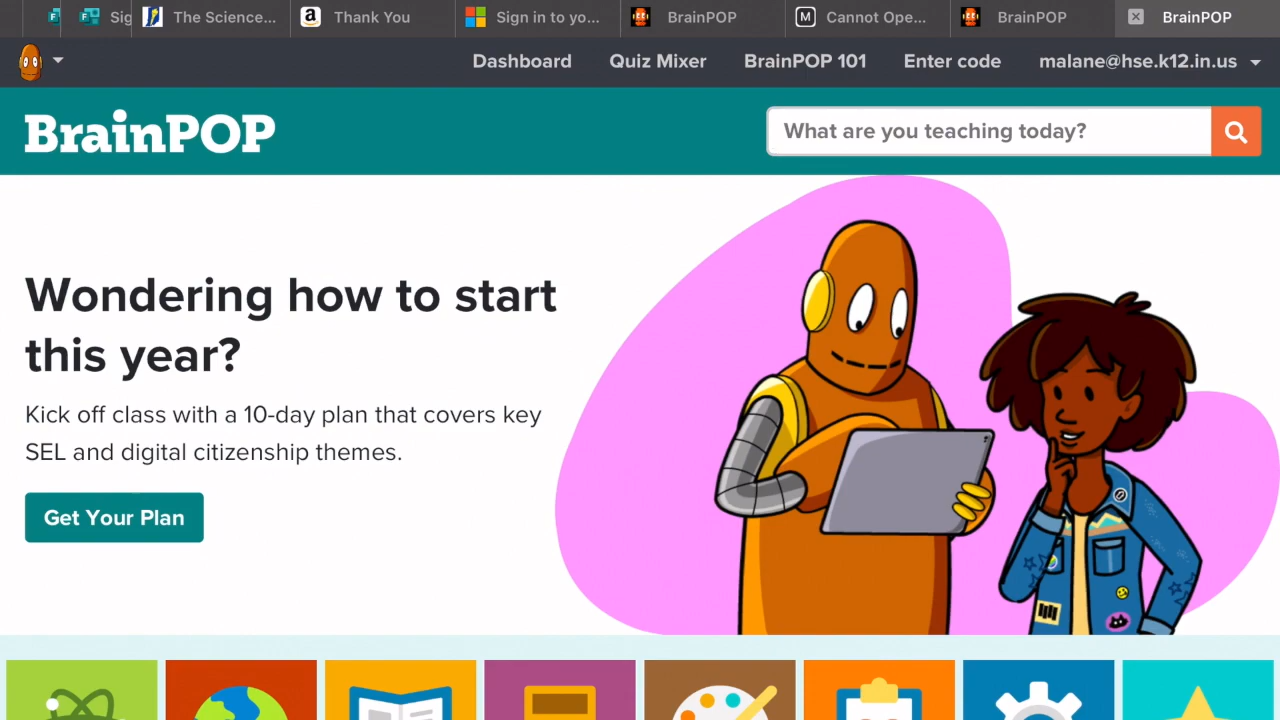 Sig
The Science...
Thank You
Sign in to yo...
BrainPOP
Cannot Ope...
BrainPOP
BrainPOP
Dashboard
Quiz Mixer
BrainPOP 101
Enter code
malane@hse.k12.in.us
BrainPOP
What are you teaching today?
Wondering how to start
this year?
Kick off class with a 10-day plan that covers key
SEL and digital citizenship themes.
Get Your Plan